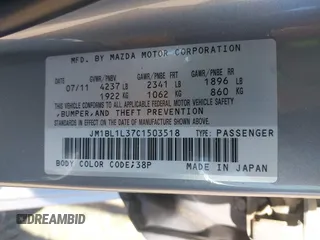 MFD. BY MAZDA MOTOR CORPORATION
GVWR/PNBV GAWR/PNBE FR GAWR/PNBE RR
07/11 4237 LB 2341 LB 1896 LB
1922 KG 1062 KG 860 KG
, BUMPER, AND THEFT PREVENTION
JM1BL1L37C1503518 TYPE: PASSENGER
BODY COLOR CODE/38P MADE IN JAPAN
DREAMBID